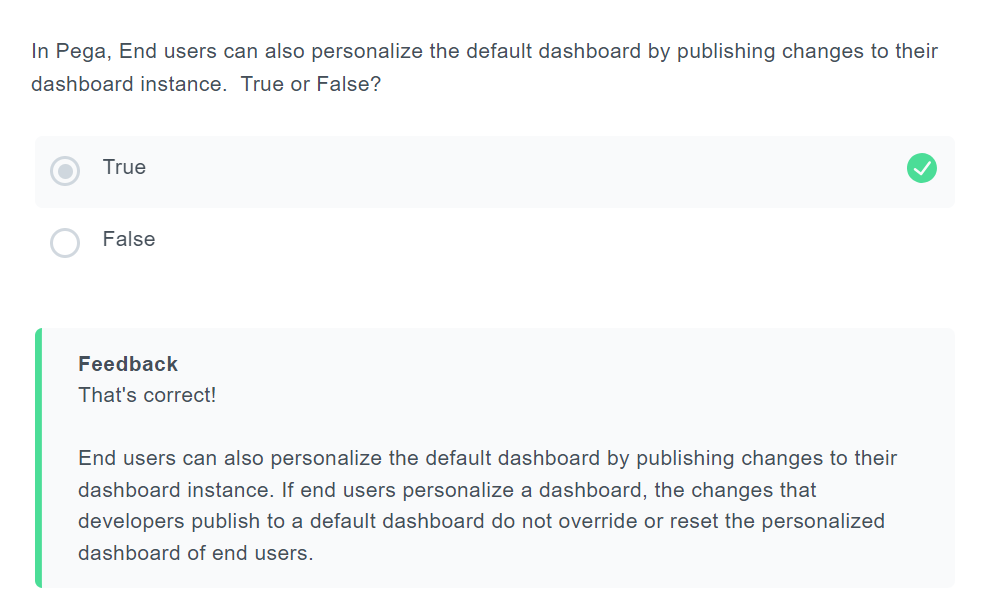 In Pega, End users can also personalize the default dashboard by publishing changes to their
dashboard instance.  True or False?
True
False
Feedback
That's correct!
End users can also personalize the default dashboard by publishing changes to their
dashboard instance. If end users personalize a dashboard, the changes that
developers publish to a default dashboard do not override or reset the personalized
dashboard of end users.